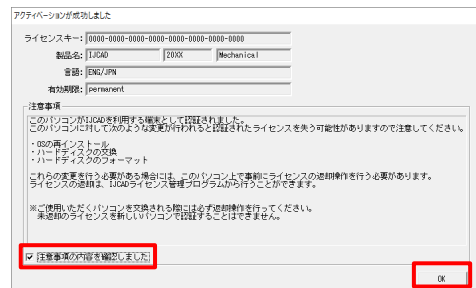 アクティベーションが成功しました
ライセンスキー: 0000-0000-0000-0000-0000-0000-0000-0000
製品名: IJCAD 20XX Mechanical
言語: ENG/JPN
有効期限: permanent
注意事項
このパソコンがIJCADを利用する端末として認証されました。
このパソコンに対して次のような変更が行われると認証されたライセンスを失う可能性がありますので注意してください。
・OSの再インストール
・ハードディスクの交換
・ハードディスクのフォーマット
これらの変更を行う必要がある場合には、このパソコン上で事前にライセンスの返却操作を行う必要があります。
ライセンスの返却は、IJCADライセンス管理プログラムから行うことができます。
※ご使用いただくパソコンを交換される際には必ず返却操作を行ってください。
未返却のライセンスを新しいパソコンで認証することはできません。
注意事項の内容を確認しました
OK